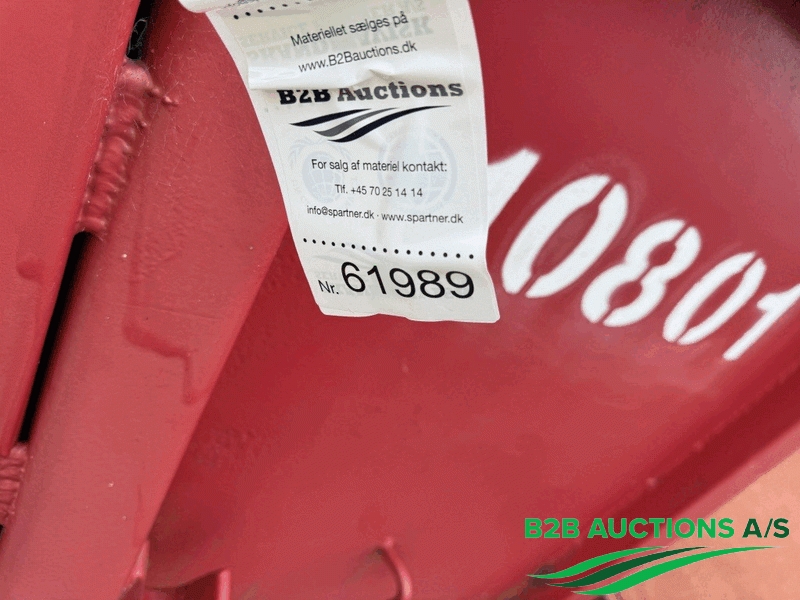 Materiellet sælges på
www.B2Bauctions.dk
B2B Auctions
For salg af materiel kontakt:
Tlf. +45 70 25 14 14
info@spartner.dk · www.spartner.dk
Nr. 61989
10801
B2B AUCTIONS A/S